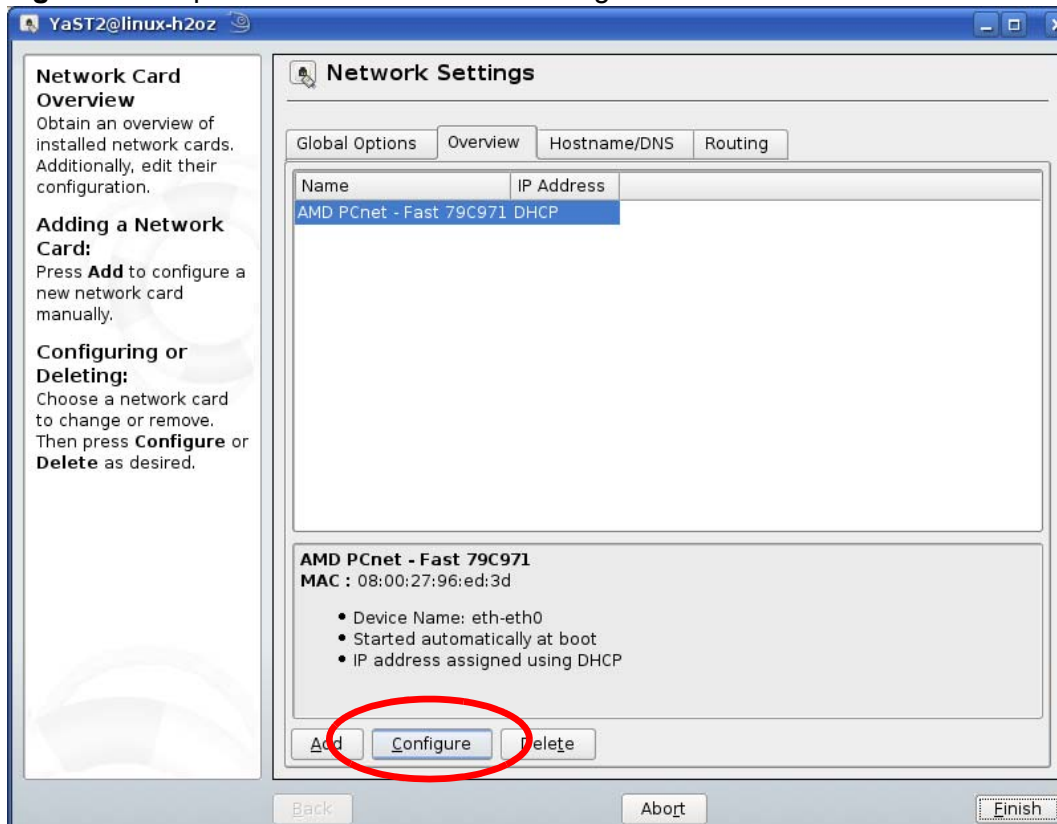 YaST2@linux-h2oz
Network Card
Overview
Obtain an overview of
installed network cards.
Additionally, edit their
configuration.
Adding a Network
Card:
Press Add to configure a
new network card
manually.
Configuring or
Deleting:
Choose a network card
to change or remove.
Then press Configure or
Delete as desired.
Network Settings
Global Options Overview Hostname/DNS Routing
Name IP Address
AMD PCnet - Fast 79C971 DHCP
AMD PCnet - Fast 79C971
MAC : 08:00:27:96:ed:3d
• Device Name: eth-eth0
• Started automatically at boot
• IP address assigned using DHCP
Add Configure Delete
Back Abort Finish